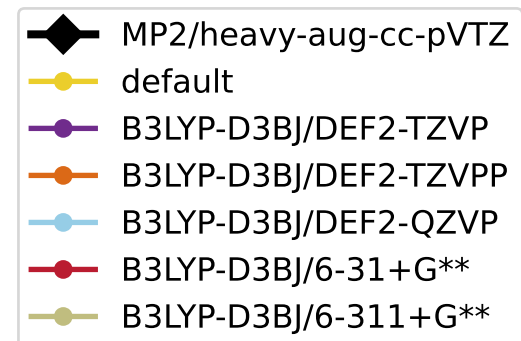 MP2/heavy-aug-cc-pVTZ
default
B3LYP-D3BJ/DEF2-TZVP
B3LYP-D3BJ/DEF2-TZVPP
B3LYP-D3BJ/DEF2-QZVP
B3LYP-D3BJ/6-31+G**
B3LYP-D3BJ/6-311+G**